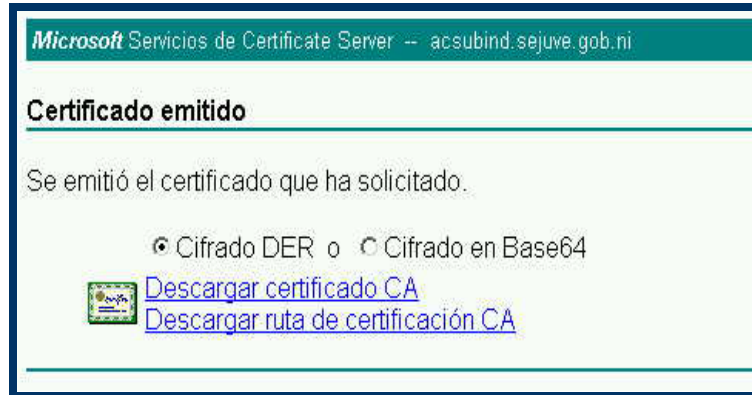 Microsoft Servicios de Certificate Server -- acsubind.sejuve.gob.ni
Certificado emitido
Se emitió el certificado que ha solicitado.
Cifrado DER o Cifrado en Base64
Descargar certificado CA
Descargar ruta de certificación CA